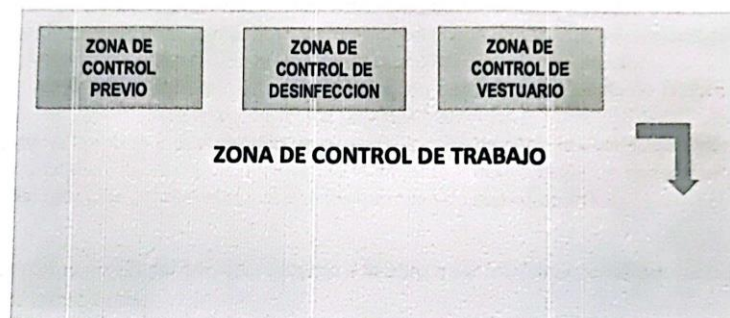 ZONA DE
CONTROL
PREVIO
ZONA DE
CONTROL DE
DESINFECCION
ZONA DE
CONTROL DE
VESTUARIO
ZONA DE CONTROL DE TRABAJO